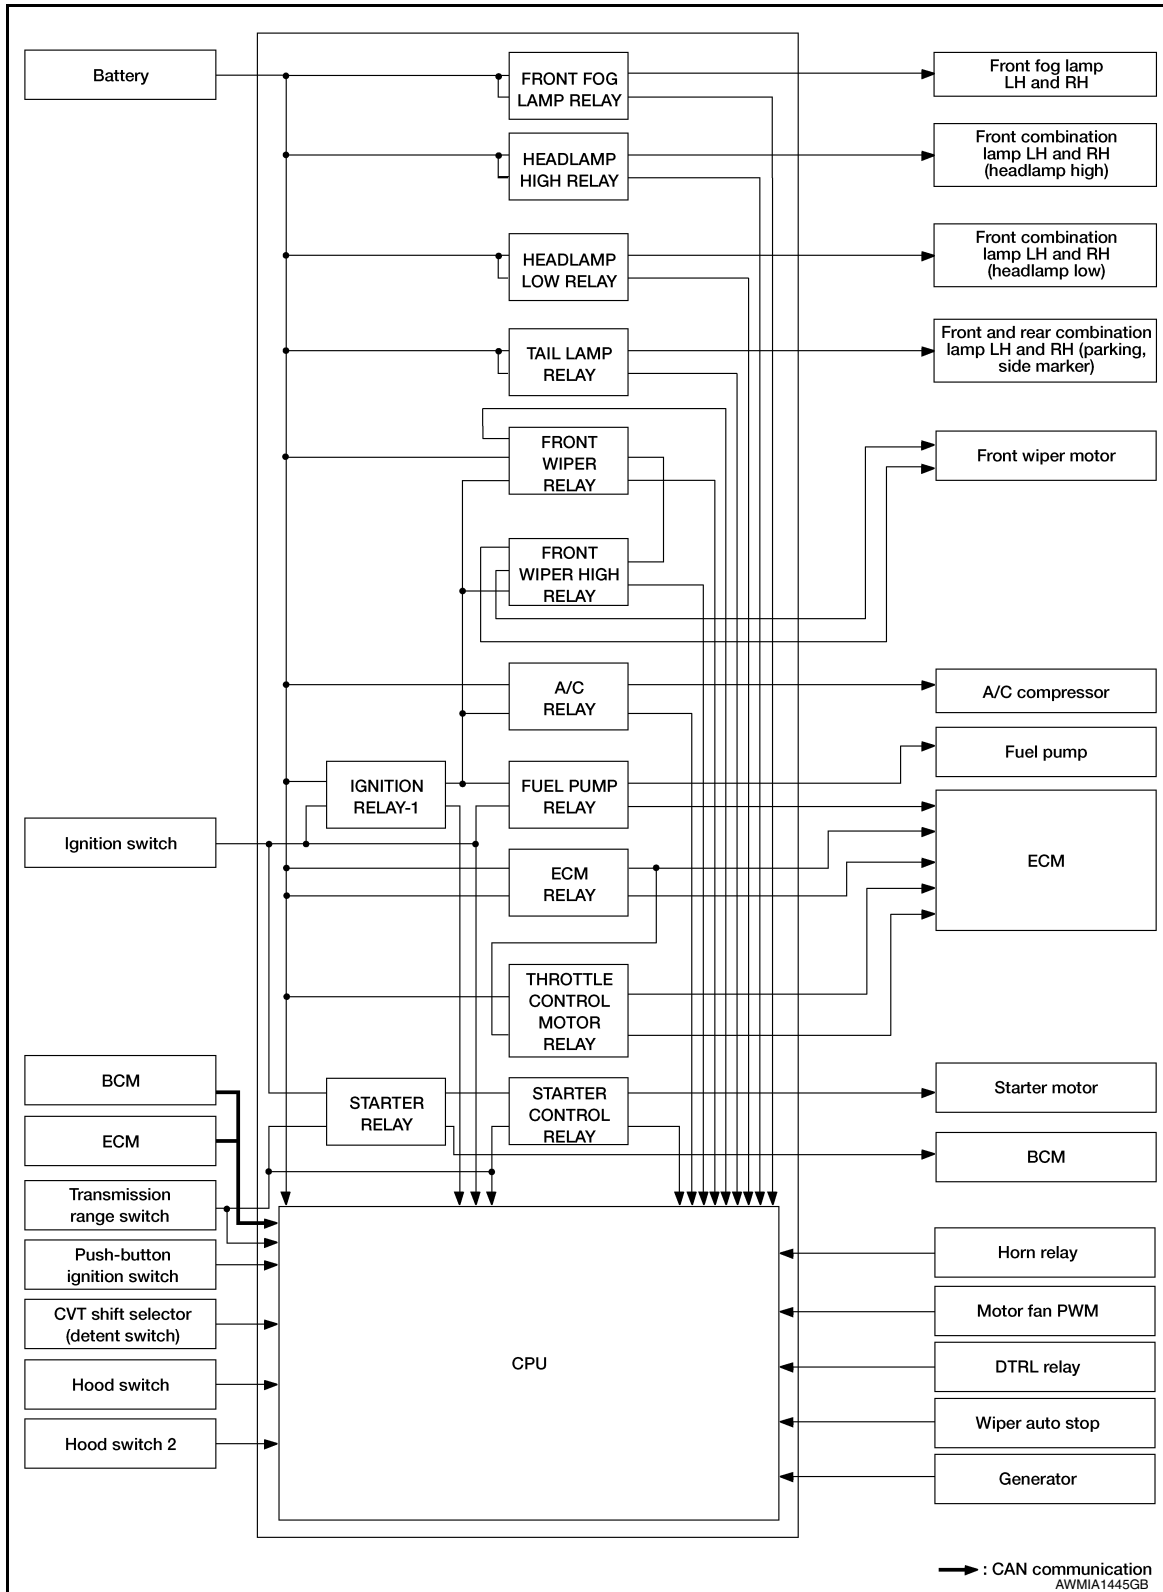 Battery
FRONT FOG
LAMP RELAY
Front fog lamp
LH and RH
HEADLAMP
HIGH RELAY
Front combination
lamp LH and RH
(headlamp high)
HEADLAMP
LOW RELAY
Front combination
lamp LH and RH
(headlamp low)
TAIL LAMP
RELAY
Front and rear combination
lamp LH and RH (parking,
side marker)
FRONT
WIPER
RELAY
Front wiper motor
FRONT
WIPER HIGH
RELAY
A/C
RELAY
A/C compressor
Fuel pump
IGNITION
RELAY-1
FUEL PUMP
RELAY
Ignition switch
ECM
RELAY
ECM
THROTTLE
CONTROL
MOTOR
RELAY
BCM
STARTER
RELAY
STARTER
CONTROL
RELAY
Starter motor
ECM
BCM
Transmission
range switch
Push-button
ignition switch
Horn relay
CVT shift selector
(detent switch)
Motor fan PWM
CPU
DTRL relay
Hood switch
Wiper auto stop
Hood switch 2
Generator
: CAN communication
AWMIA1445GB